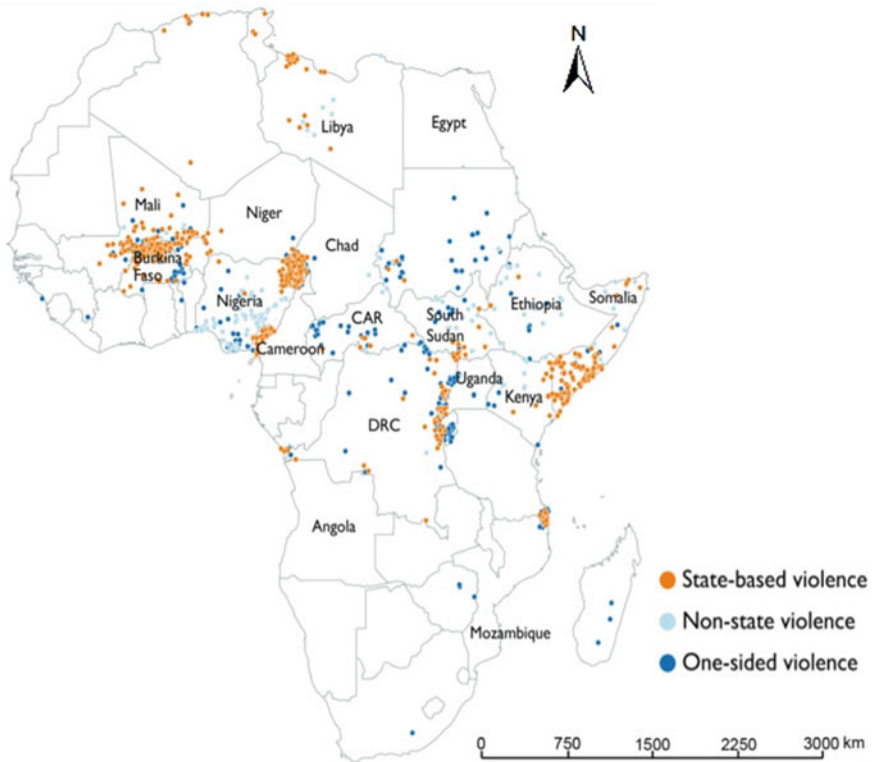 N
Libya
Egypt
Mali
Niger
Chad
Burkina
Faso
Nigeria
CAR
South
Sudan
Ethiopia
Somalia
Cameroon
Uganda
Kenya
DRC
Angola
Mozambique
State-based violence
Non-state violence
One-sided violence
0 750 1500 2250 3000 km